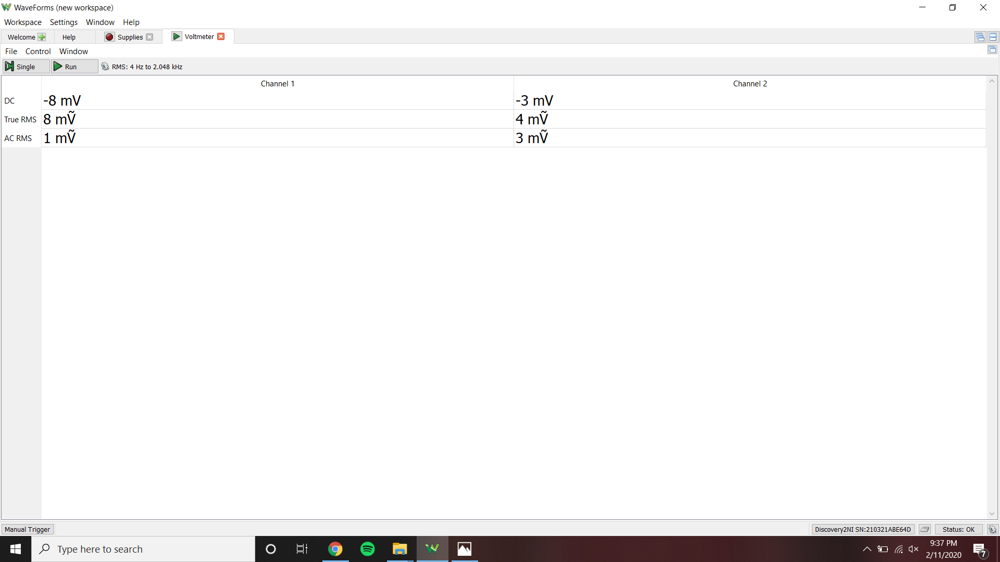 WaveForms (new workspace)
Workspace Settings Window Help
Welcome Help Supplies Voltmeter
File Control Window
Single Run RMS: 4 Hz to 2.048 kHz
Channel 1 Channel 2
DC -8 mV -3 mV
True RMS 8 mṼ 4 mṼ
AC RMS 1 mṼ 3 mṼ
Manual Trigger Discovery2NI SN:210321ABE64D Status: OK
Type here to search
9:37 PM
2/11/2020
7